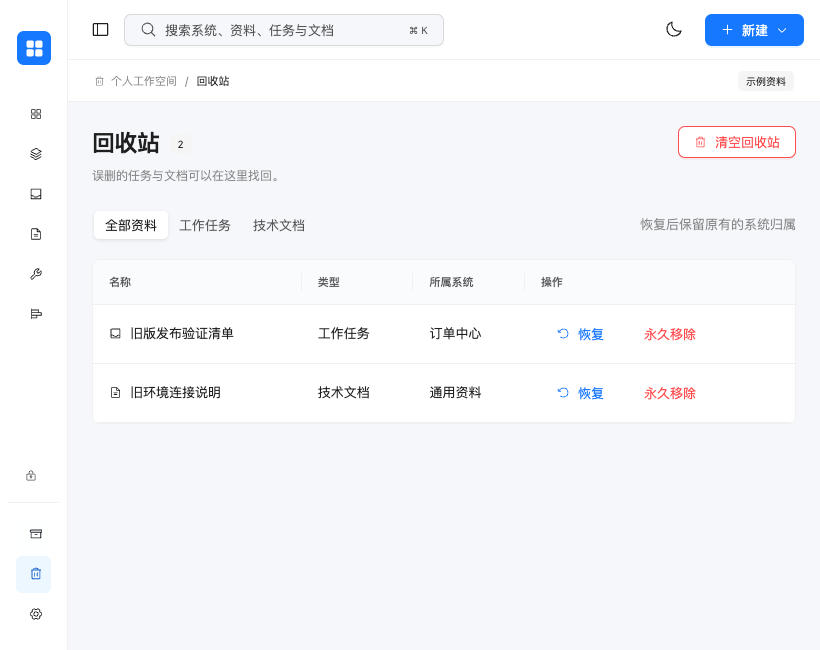 搜索系统、资料、任务与文档 ⌘ K
新建
个人工作空间 / 回收站
示例资料
回收站 2
清空回收站
误删的任务与文档可以在这里找回。
全部资料 工作任务 技术文档
恢复后保留原有的系统归属
名称 类型 所属系统 操作
旧版发布验证清单 工作任务 订单中心 恢复 永久移除
旧环境连接说明 技术文档 通用资料 恢复 永久移除